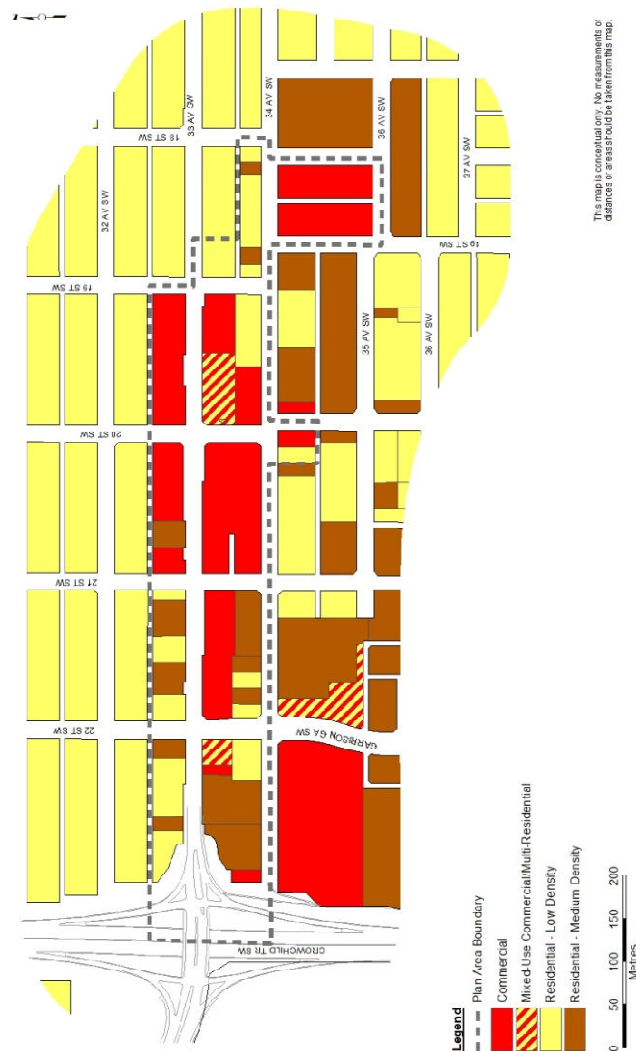 This map is conceptual only. No measurements of
distances or areas should be taken from this map.
18 ST SW
19 ST SW
19 ST SW
20 ST SW
21 ST SW
22 ST SW
32 AV SW
33 AV SW
34 AV SW
35 AV SW
36 AV SW
36 AV SW
37 AV SW
GARRISON GA SW
CROWCHILD TR SW
Legend
Plan Area Boundary
Commercial
Mixed-Use Commercial/Multi-Residential
Residential - Low Density
Residential - Medium Density
0 50 100 150 200
Metres